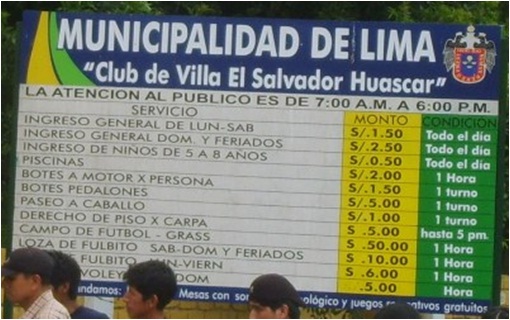 MUNICIPALIDAD DE LIMA
"Club de Villa El Salvador Huascar"
LA ATENCION AL PUBLICO ES DE 7:00 A.M. A 6:00 P.M.
SERVICIO MONTO CONDICION
INGRESO GENERAL DE LUN-SAB S/.1.50 Todo el día
INGRESO GENERAL DOM. Y FERIADOS S/.2.50 Todo el día
INGRESO DE NIÑOS DE 5 A 8 AÑOS S/.0.50 Todo el día
PISCINAS S/.2.00 1 Hora
BOTES A MOTOR X PERSONA S/.1.50 1 turno
BOTES PEDALONES S/.5.00 1 turno
PASEO A CABALLO S/.1.00 1 turno
DERECHO DE PISO X CARPA S.5.00 hasta 5 pm.
CAMPO DE FUTBOL - GRASS S/.50.00 1 Hora
LOZA DE FULBITO SAB-DOM Y FERIADOS S/.10.00 1 Hora
DE FULBITO S/.6.00 1 Hora
VOLEY DOM .5.00 Hora
Mesas con y juegos gratuitos